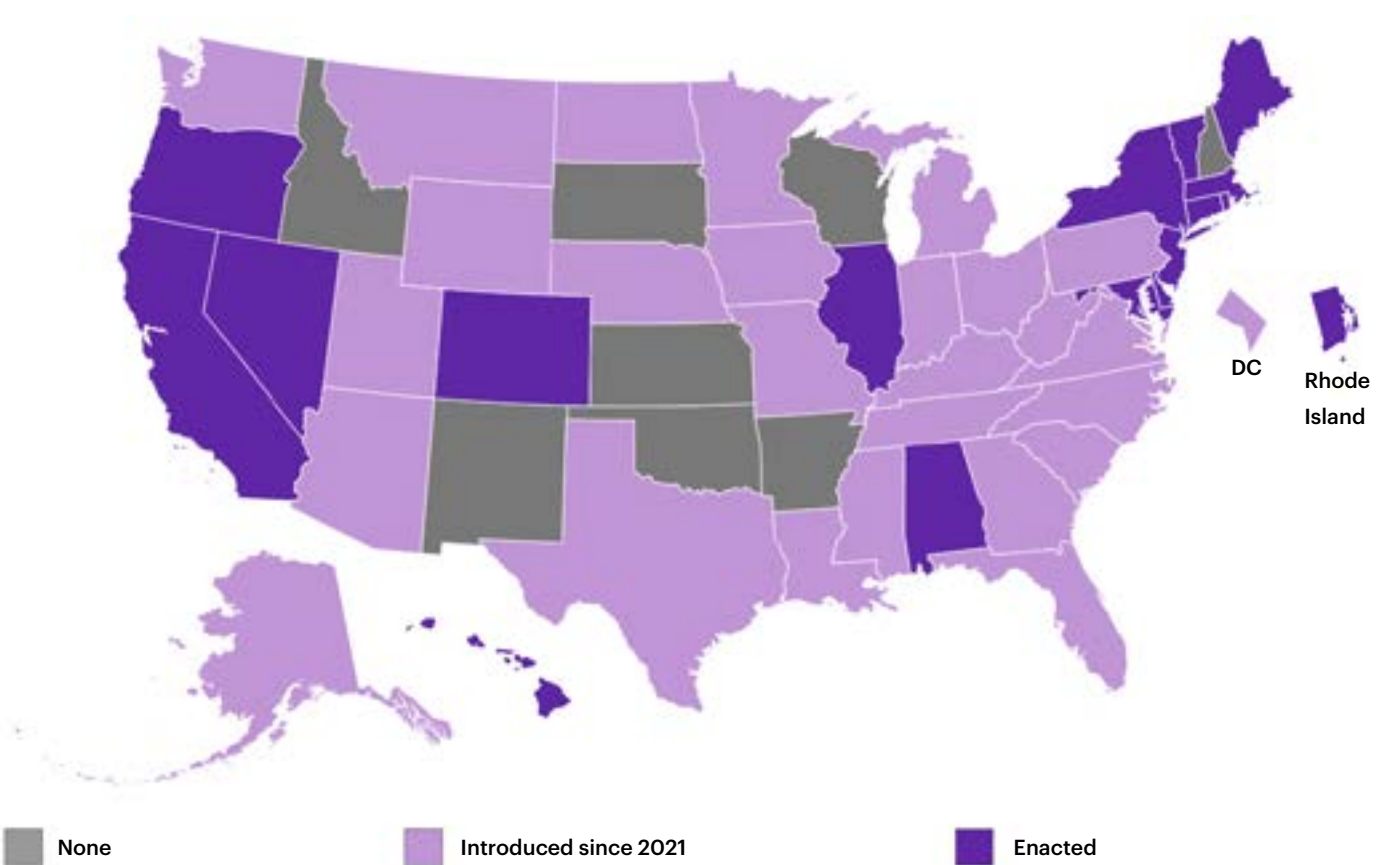 DC
Rhode
Island
None
Introduced since 2021
Enacted